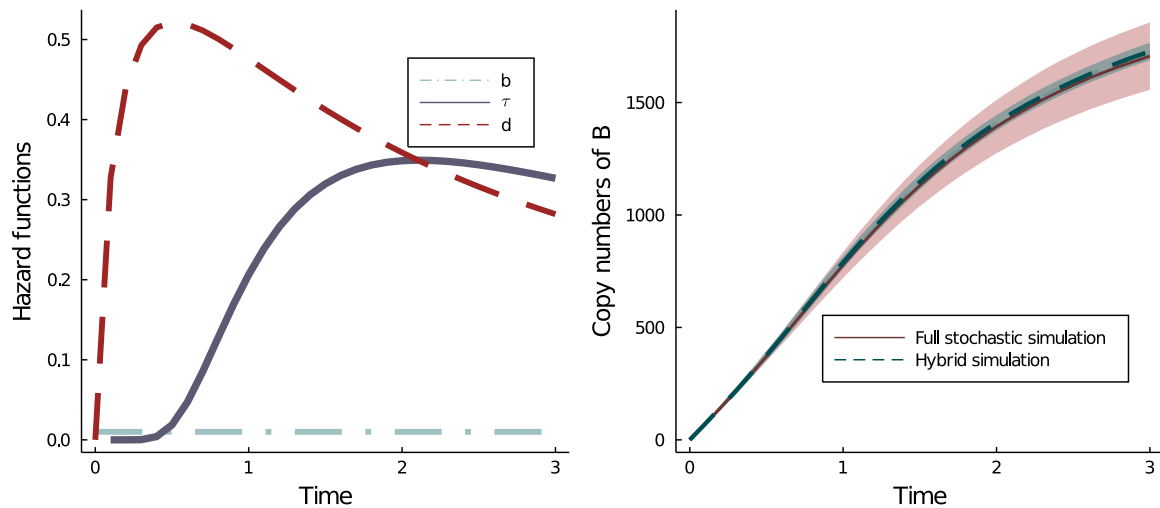 Hazard functions
0.5
0.4
0.3
0.2
0.1
0.0
b
τ
d
0
1
2
3
Time
Copy numbers of B
1500
1000
500
0
Full stochastic simulation
Hybrid simulation
0
1
2
3
Time